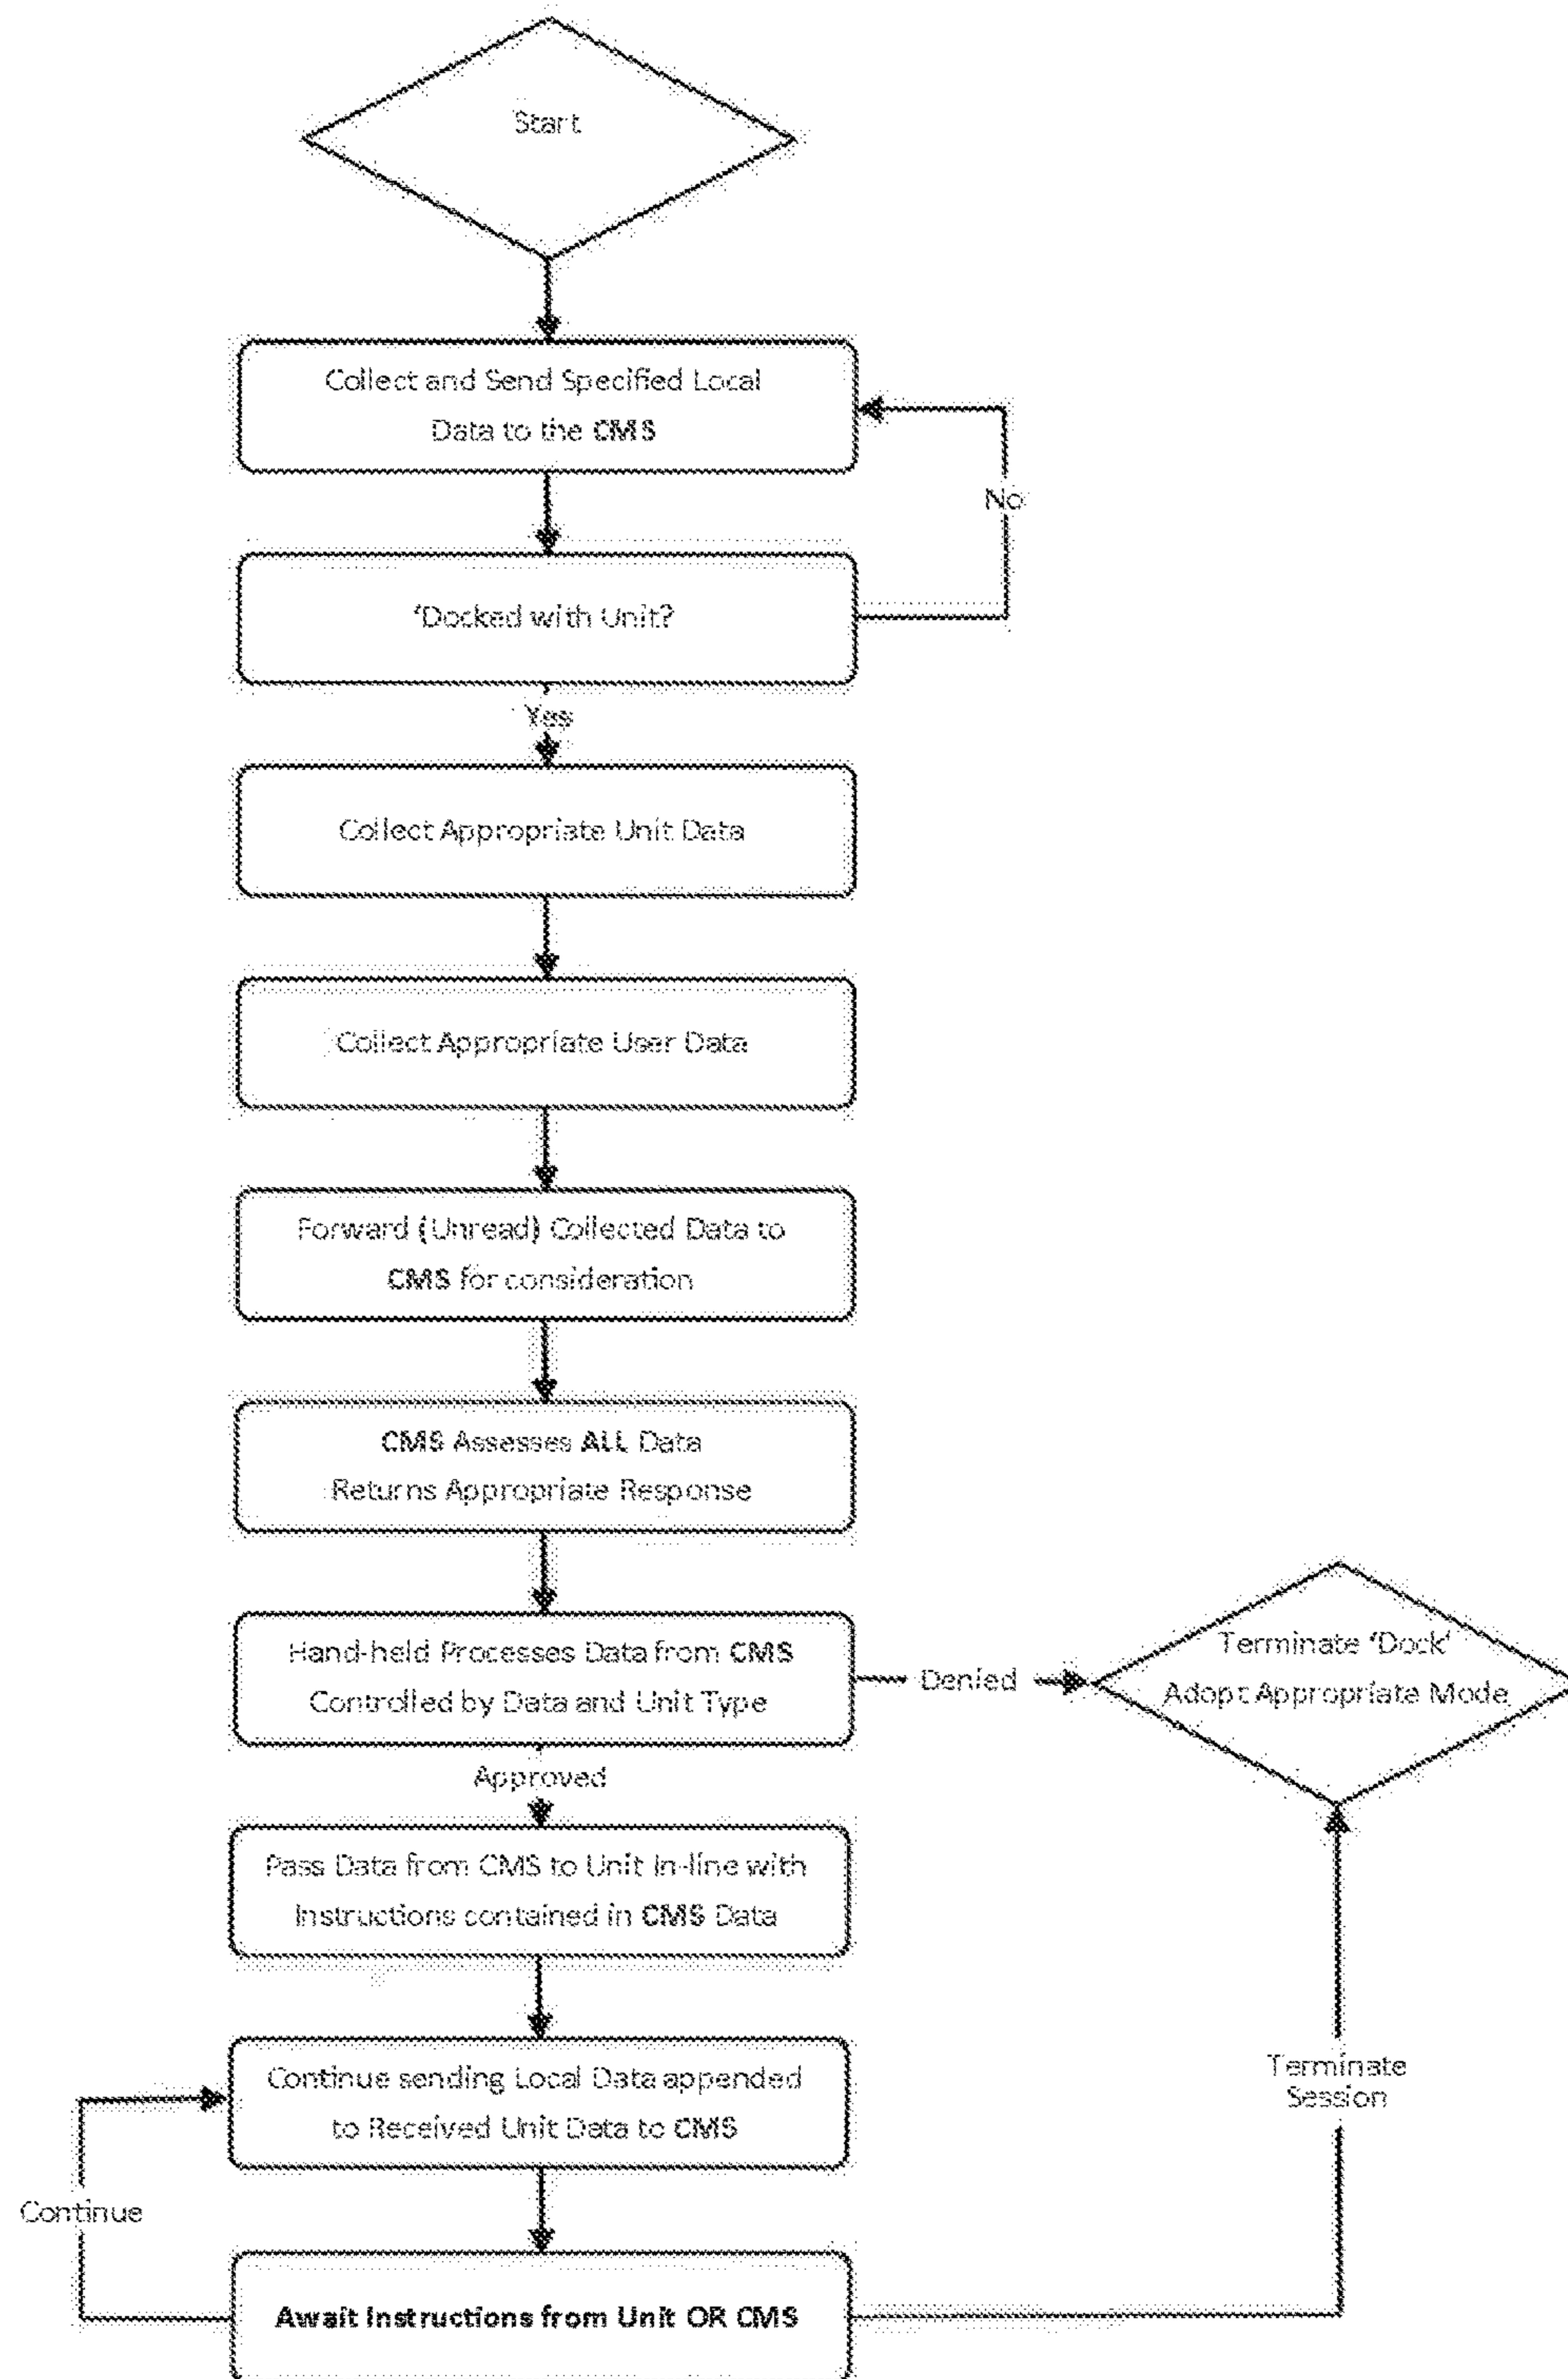 Start
Collect and Send Specified Local
Data to the CMS
No
‘Docked with Unit?
Yes
Collect Appropriate Unit Data
Collect Appropriate User Data
Forward (Unread) Collected Data to
CMS for consideration
CMS Assesses ALL Data
Returns Appropriate Response
Hand-held Processes Data from CMS
Controlled by Data and Unit Type
Denied
Terminate ‘Dock’
Adopt Appropriate Mode
Approved
Pass Data from CMS to Unit In-line with
Instructions contained in CMS Data
Continue sending Local Data appended
to Received Unit Data to CMS
Terminate
Session
Continue
Await Instructions from Unit OR CMS